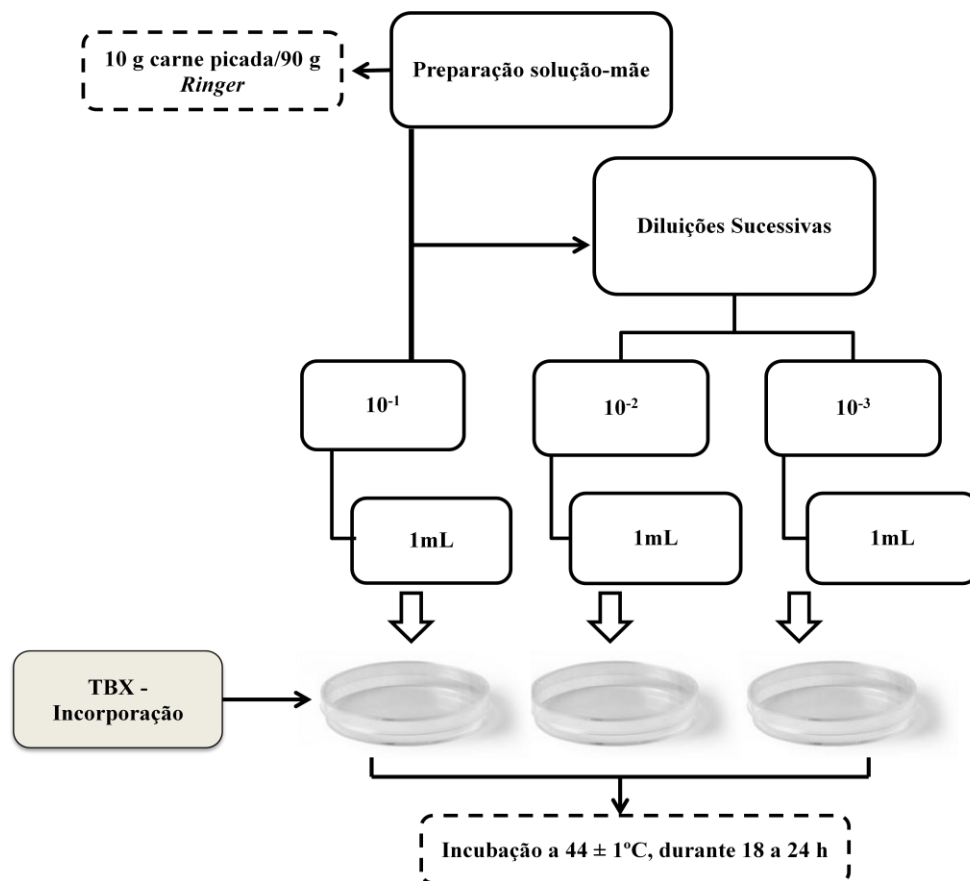 10 g carne picada/90 g
Ringer
Preparação solução-mãe
Diluições Sucessivas
10⁻¹
10⁻²
10⁻³
1mL
1mL
1mL
TBX -
Incorporação
Incubação a 44 ± 1ºC, durante 18 a 24 h